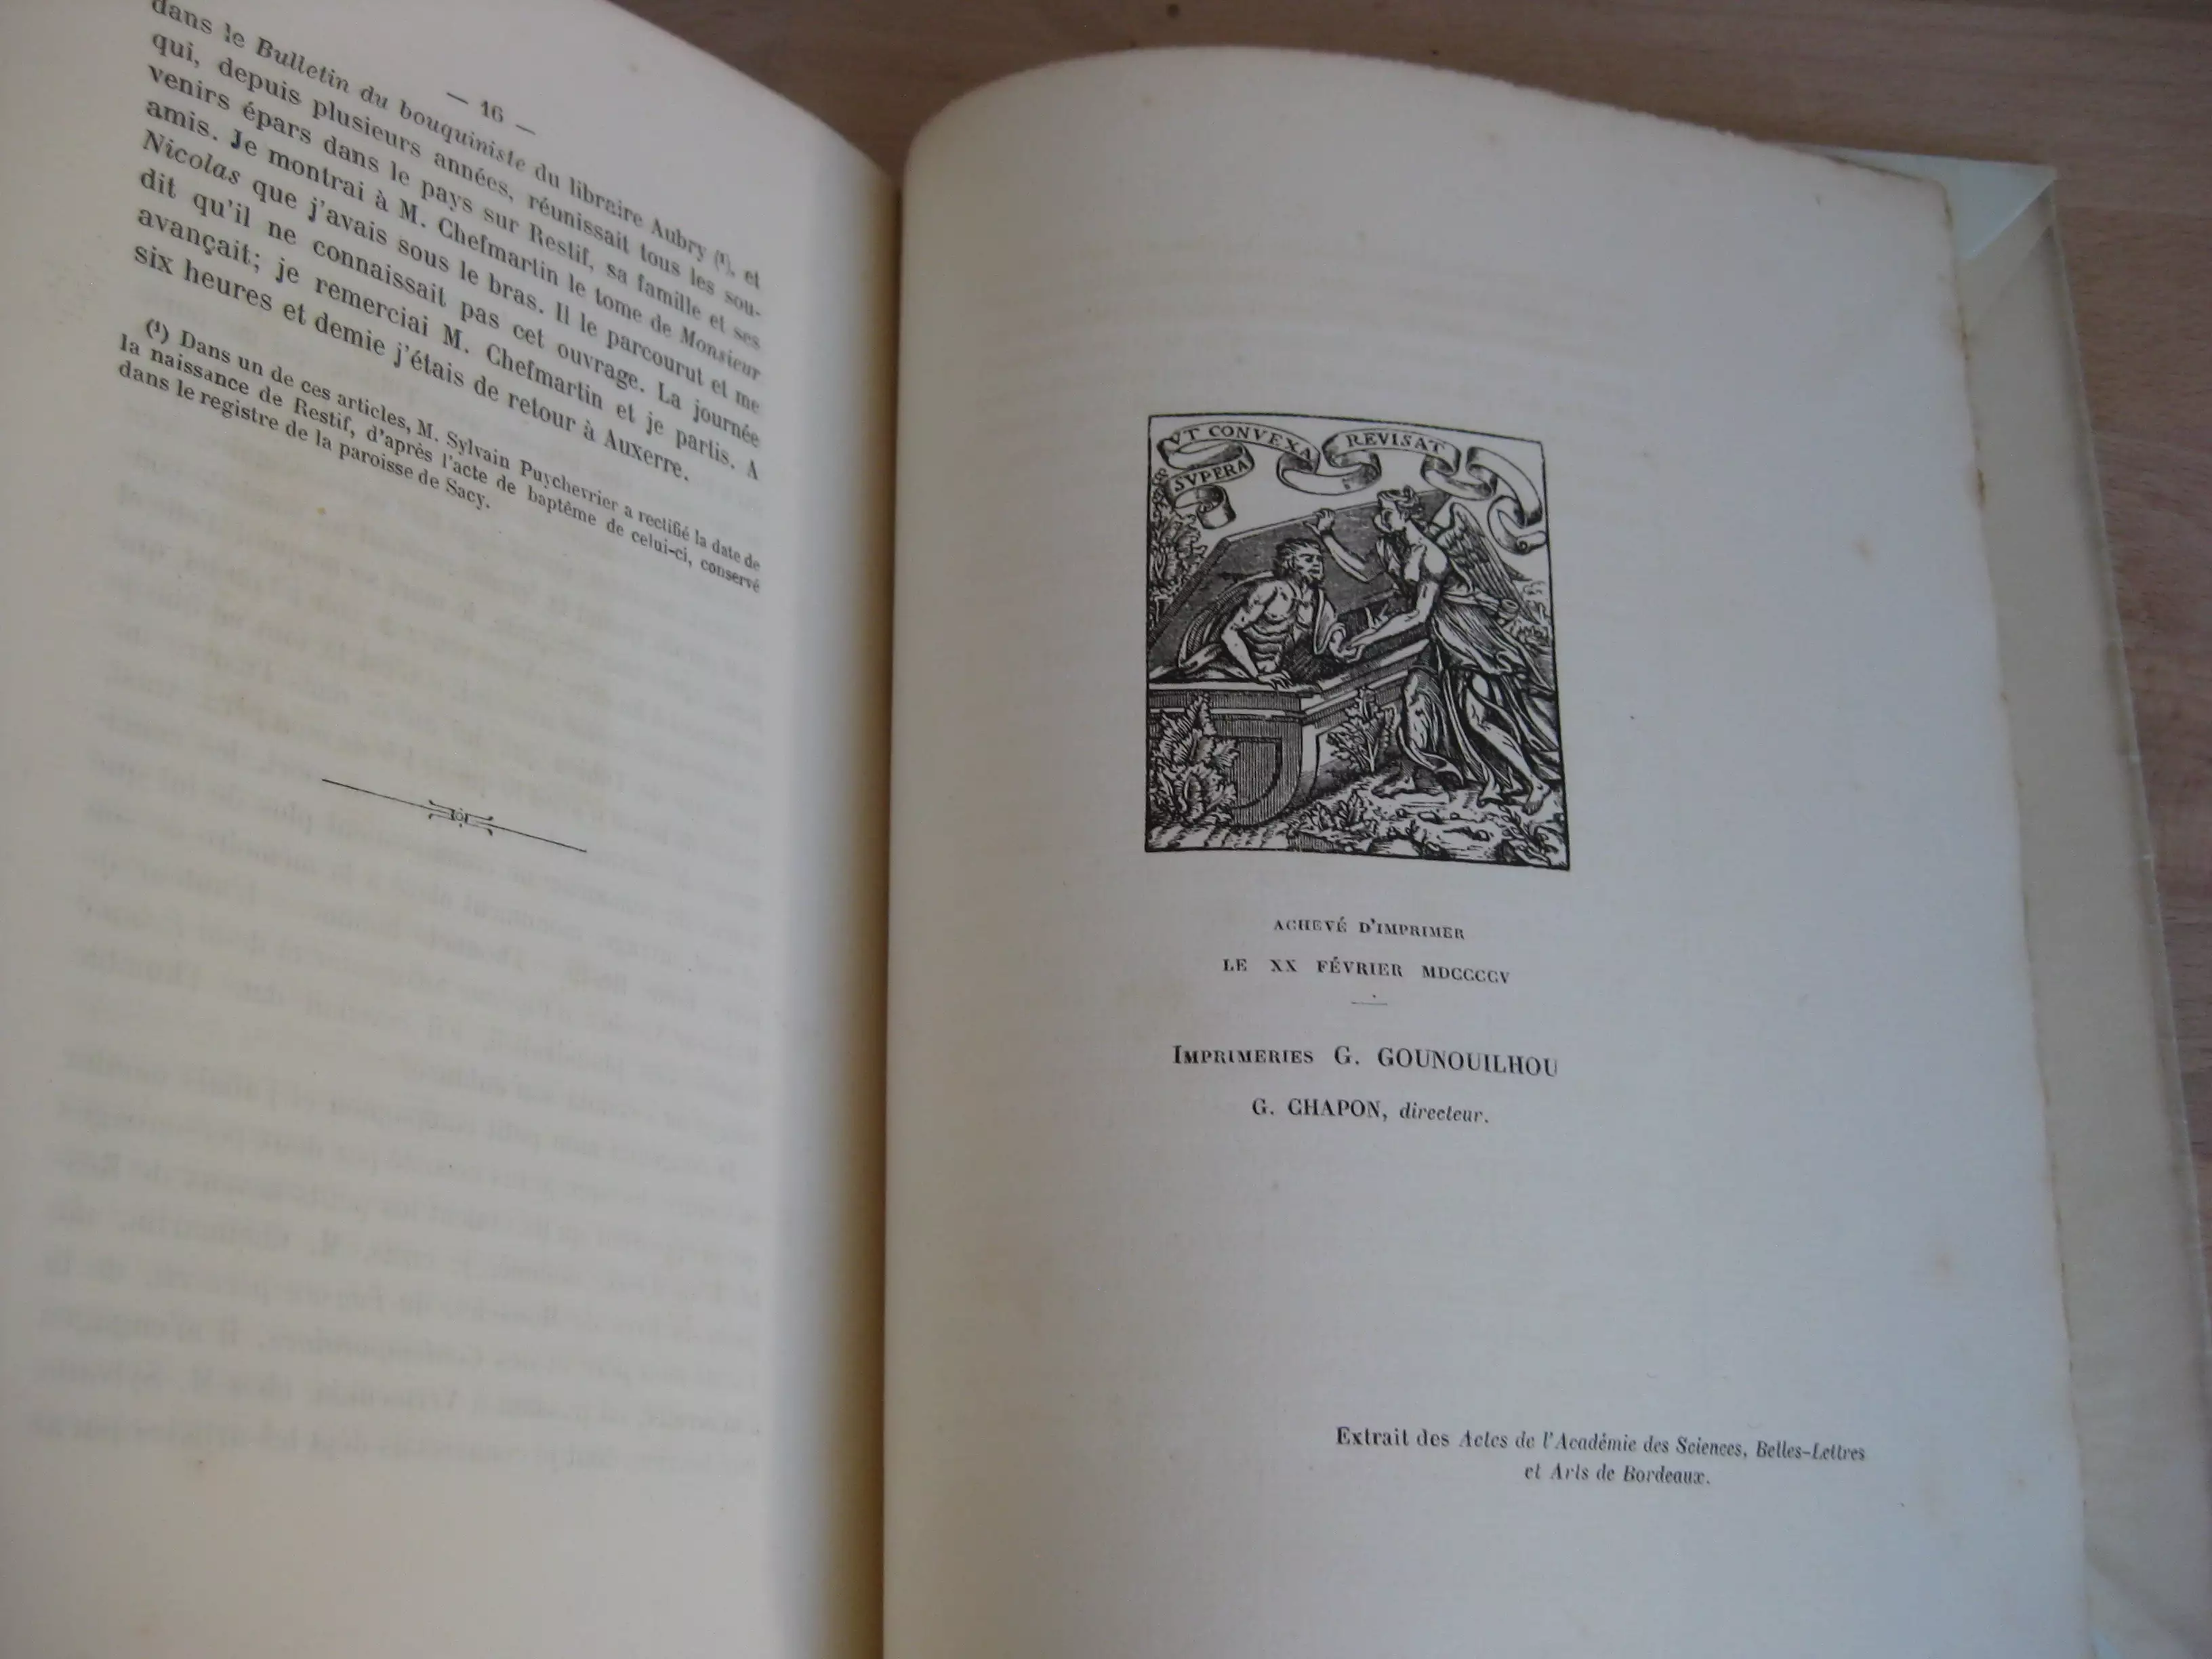 — 16 —
dans le Bulletin du bouquiniste du libraire Aubry (¹), et
qui, depuis plusieurs années, réunissait tous les sou-
venirs épars dans le pays sur Restif, sa famille et ses
amis. Je montrai à M. Chefmartin le tome de Monsieur
Nicolas que j'avais sous le bras. Il le parcourut et me
dit qu'il ne connaissait pas cet ouvrage. La journée
avançait; je remerciai M. Chefmartin et je partis. A
six heures et demie j'étais de retour à Auxerre.
(¹) Dans un de ces articles, M. Sylvain Puychevrier a rectifié la date de
la naissance de Restif, d'après l'acte de baptême de celui-ci, conservé
dans le registre de la paroisse de Sacy.
VT CONVEXA REVISAT
SVPERA
ACHEVÉ D'IMPRIMER
LE XX FÉVRIER MDCCCCV
IMPRIMERIES G. GOUNOUILHOU
G. CHAPON, directeur.
Extrait des Actes de l'Académie des Sciences, Belles-Lettres
et Arts de Bordeaux.